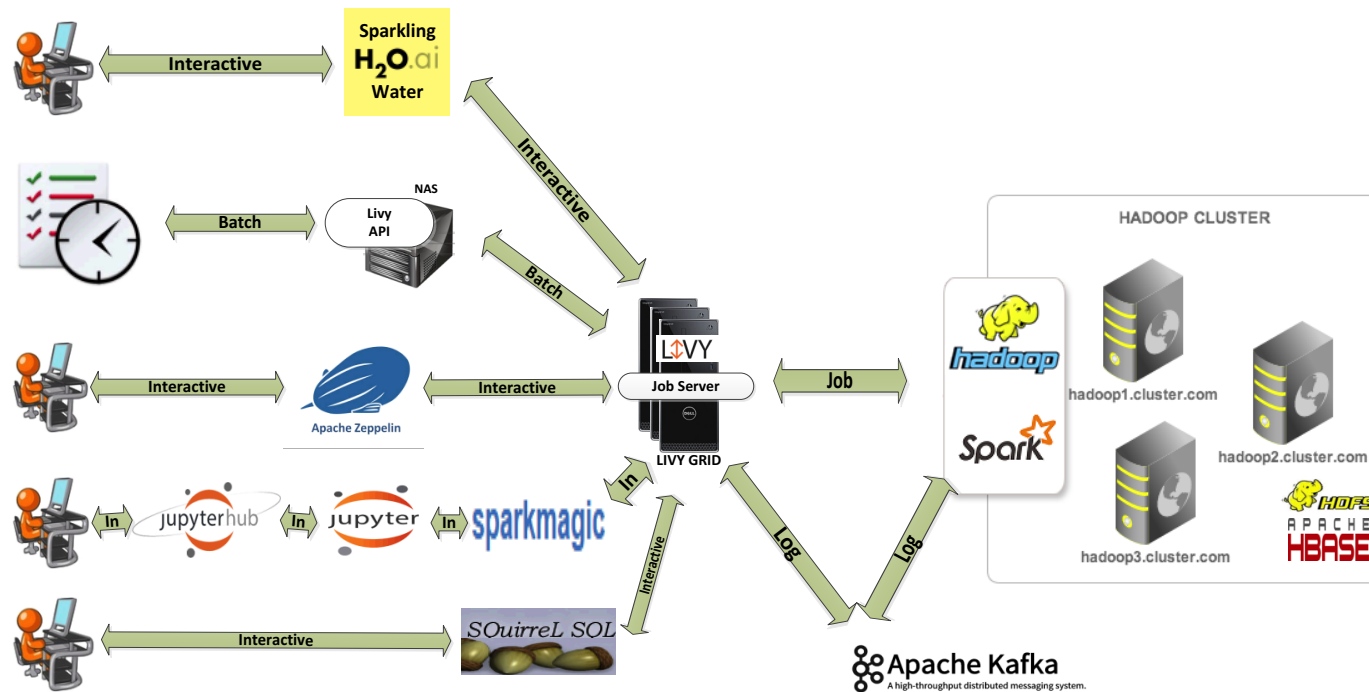 Sparkling
H2O.ai
Water
Interactive
Interactive
NAS
Livy
API
Batch
Batch
HADOOP CLUSTER
hadoop
Spark
hadoop1.cluster.com
hadoop2.cluster.com
hadoop3.cluster.com
HDFS
APACHE
HBASE
LIVY
Job Server
DELL
LIVY GRID
Job
Interactive
Apache Zeppelin
Interactive
In
jupyterhub
In
jupyter
In
sparkmagic
In
Interactive
Log
Log
Interactive
SQuirreL SQL
Apache Kafka
A high-throughput distributed messaging system.